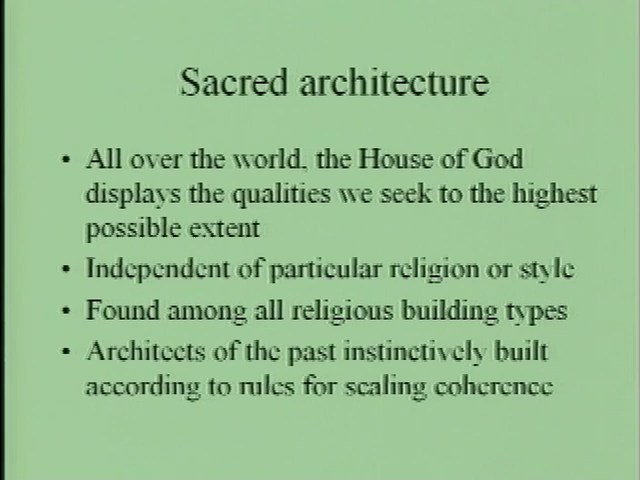 Sacred architecture
• All over the world, the House of God
displays the qualities we seek to the highest
possible extent
• Independent of particular religion or style
• Found among all religious building types
• Architects of the past instinctively built
according to rules for scaling coherence